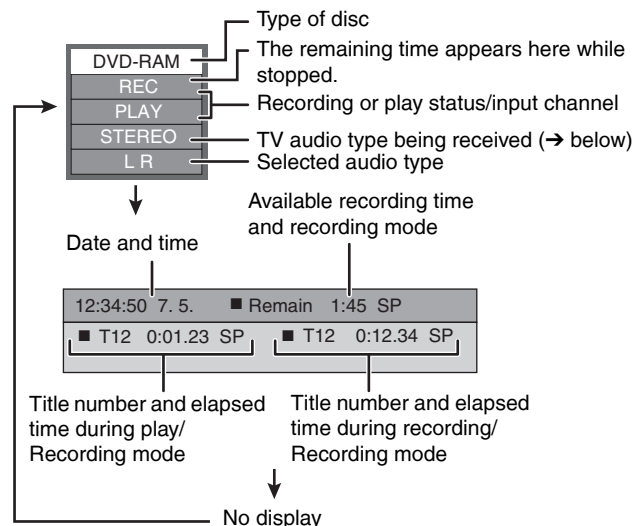 Type of disc
DVD-RAM
The remaining time appears here while
stopped.
REC
PLAY
Recording or play status/input channel
STEREO
TV audio type being received (➔ below)
L R
Selected audio type
Available recording time
and recording mode
Date and time
12:34:50 7. 5. ■ Remain 1:45 SP
■ T12 0:01.23 SP ■ T12 0:12.34 SP
Title number and elapsed
time during play/
Recording mode
Title number and elapsed
time during recording/
Recording mode
No display